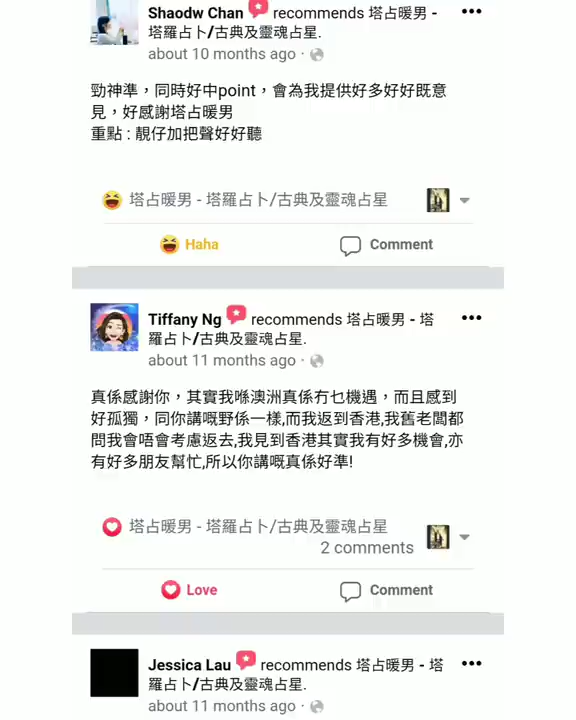 Shaodw Chan recommends 塔占暖男 -
塔羅占卜/古典及靈魂占星.
about 10 months ago ·
勁神準，同時好中point，會為我提供好多好好既意
見，好感謝塔占暖男
重點 : 靚仔加把聲好好聽
塔占暖男 - 塔羅占卜/古典及靈魂占星
Haha
Comment
Tiffany Ng recommends 塔占暖男 - 塔
羅占卜/古典及靈魂占星.
about 11 months ago ·
真係感謝你，其實我喺澳洲真係冇乜機遇，而且感到
好孤獨，同你講嘅野係一樣,而我返到香港,我舊老闆都
問我會唔會考慮返去,我見到香港其實我有好多機會,亦
有好多朋友幫忙,所以你講嘅真係好準!
塔占暖男 - 塔羅占卜/古典及靈魂占星
2 comments
Love
Comment
Jessica Lau recommends 塔占暖男 - 塔
羅占卜/古典及靈魂占星.
about 11 months ago ·